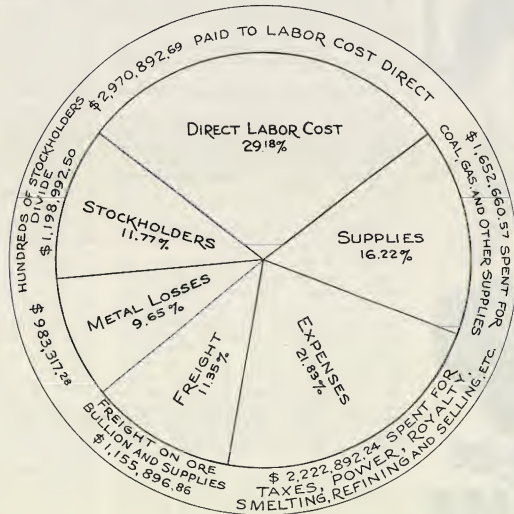 $2,970,892.69 PAID TO LABOR COST DIRECT
DIRECT LABOR COST
29.18%
$1,652,660.57 SPENT FOR
COAL, GAS, AND OTHER SUPPLIES
SUPPLIES
16.22%
EXPENSES
21.83%
$2,222,892.24 SPENT FOR
TAXES, POWER, ROYALTY,
SMELTING, REFINING AND SELLING, ETC.
FREIGHT
11.35%
FREIGHT ON ORE
BULLION AND SUPPLIES
$1,155,896.86
METAL LOSSES
9.65%
$983,317.28
STOCKHOLDERS
11.77%
HUNDREDS OF STOCKHOLDERS
DIVIDE
$1,198,992.50